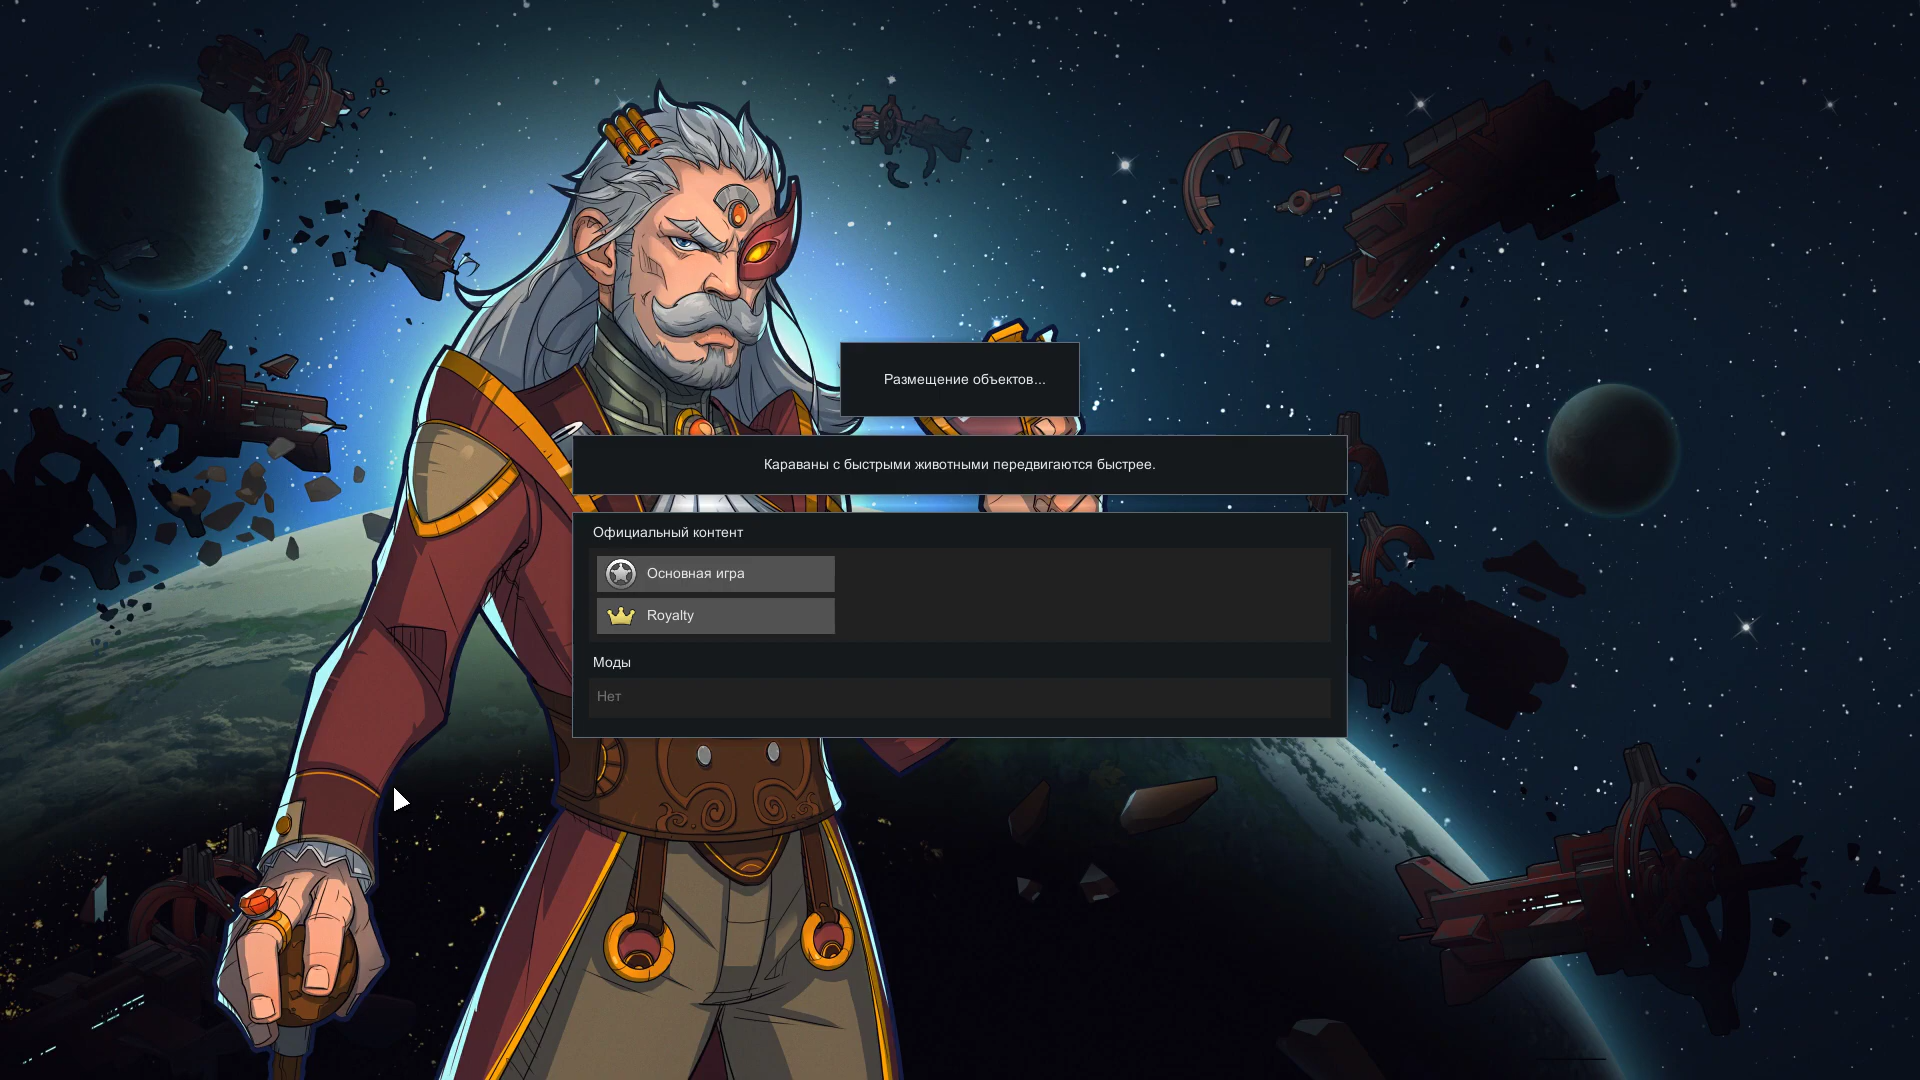 Размещение объектов...
Караваны с быстрыми животными передвигаются быстрее.
Официальный контент
Основная игра
Royalty
Моды
Нет